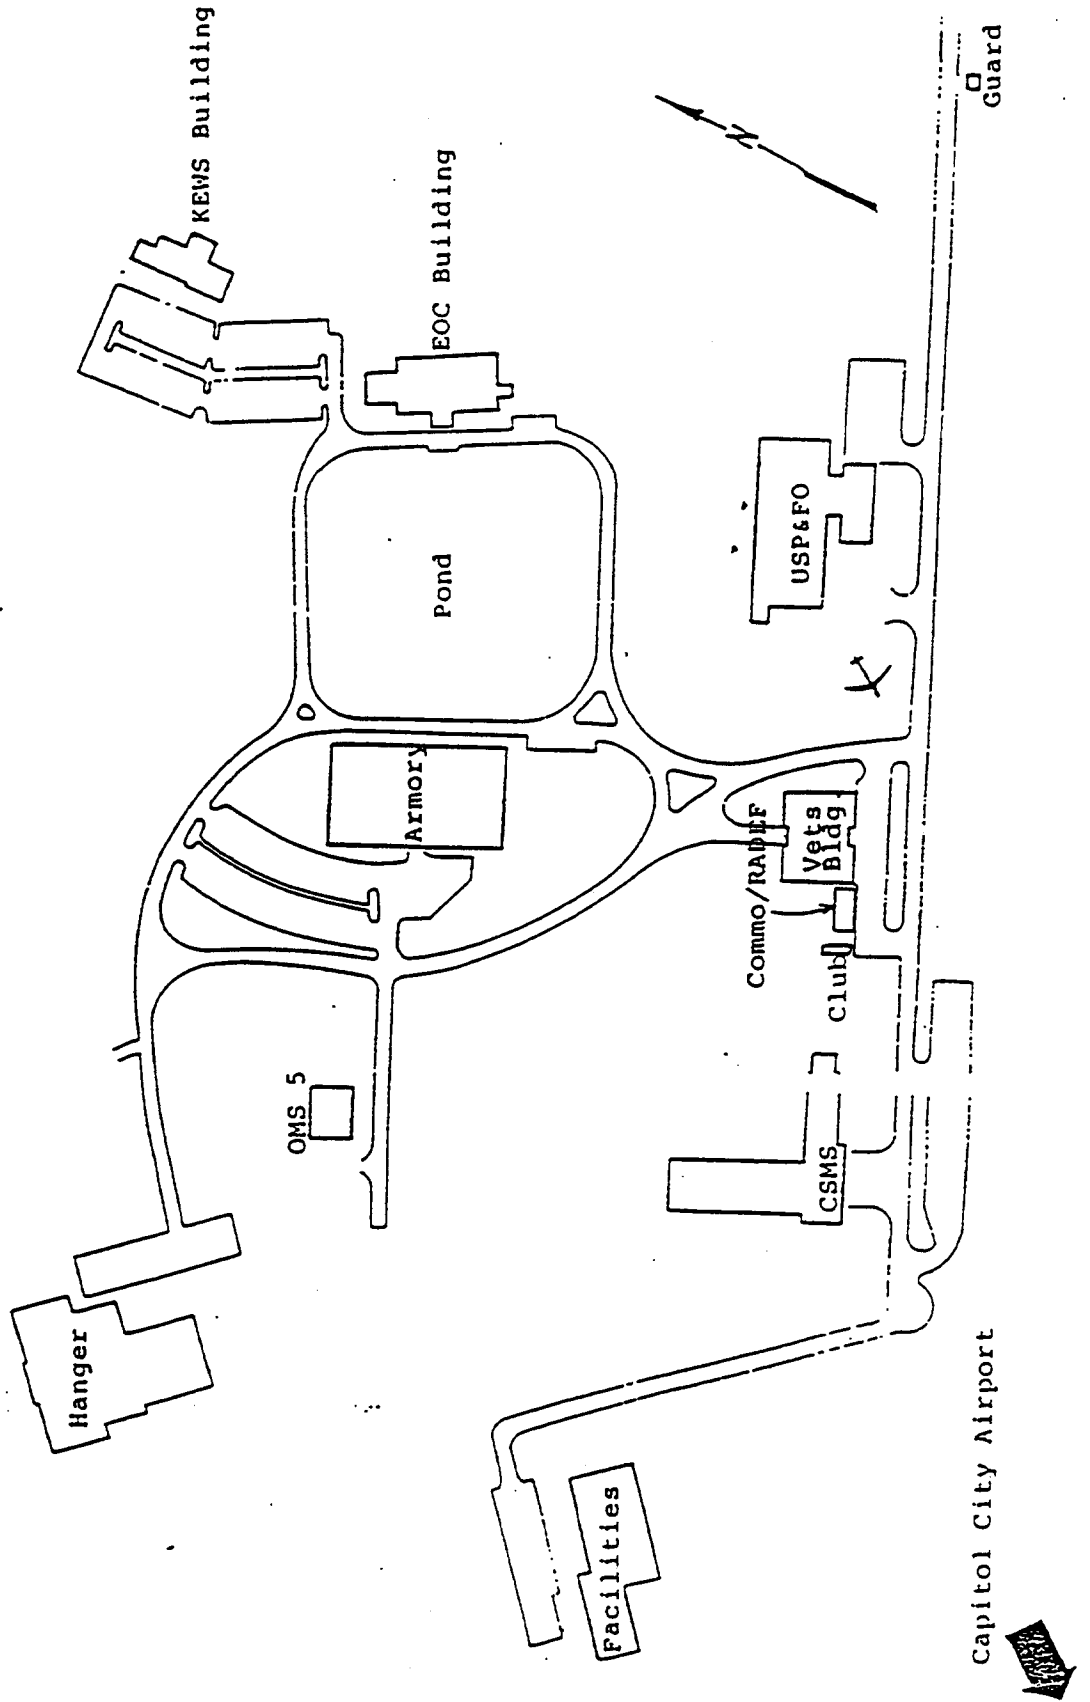 Hanger
OMS 5
KEWS Building
EOC Building
Armory
Pond
Facilities
CSMS
Club
Commo/RADEF
Vets
Bldg
USP&FO
Guard
N
Capitol City Airport